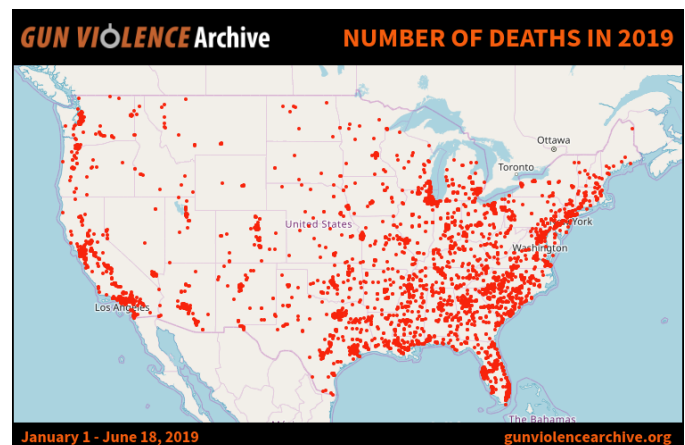 GUN VIOLENCE Archive
NUMBER OF DEATHS IN 2019
Ottawa
Toronto
United States
York
Washington
Los Angeles
The Bahamas
January 1 - June 18, 2019
gunviolencearchive.org